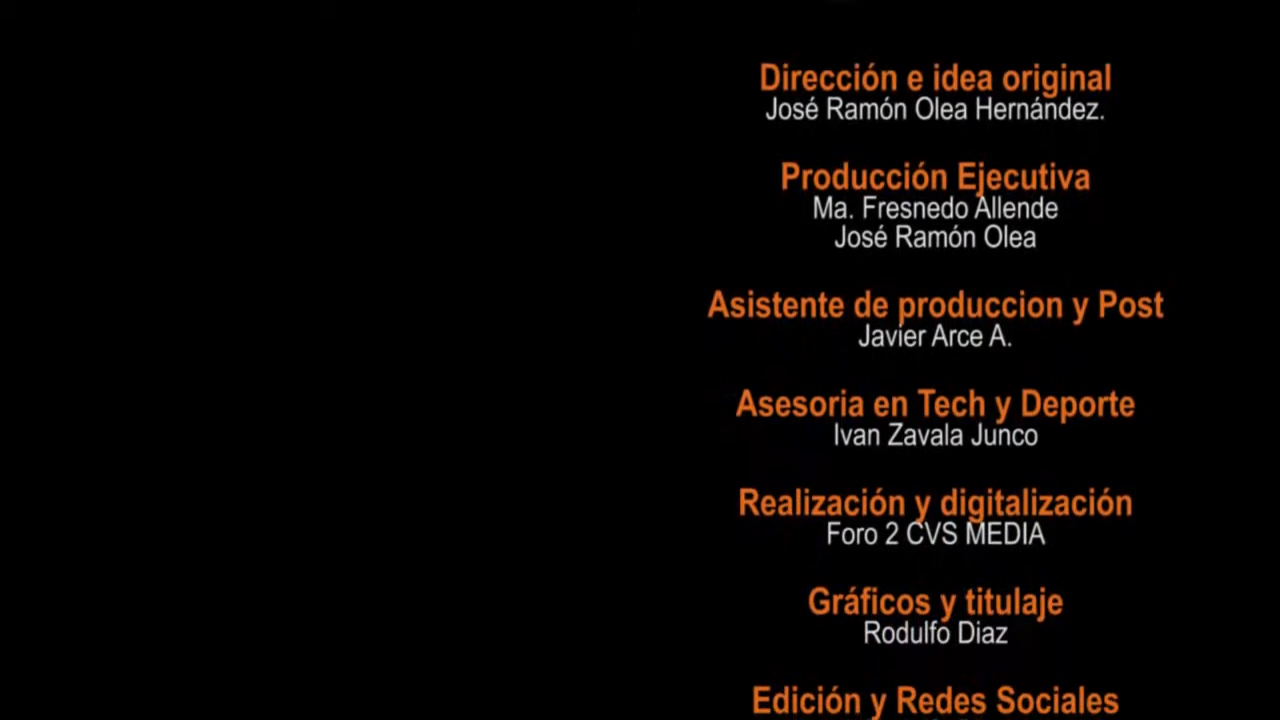 Dirección e idea original
José Ramón Olea Hernández.
Producción Ejecutiva
Ma. Fresnedo Allende
José Ramón Olea
Asistente de produccion y Post
Javier Arce A.
Asesoria en Tech y Deporte
Ivan Zavala Junco
Realización y digitalización
Foro 2 CVS MEDIA
Gráficos y titulaje
Rodulfo Diaz
Edición y Redes Sociales